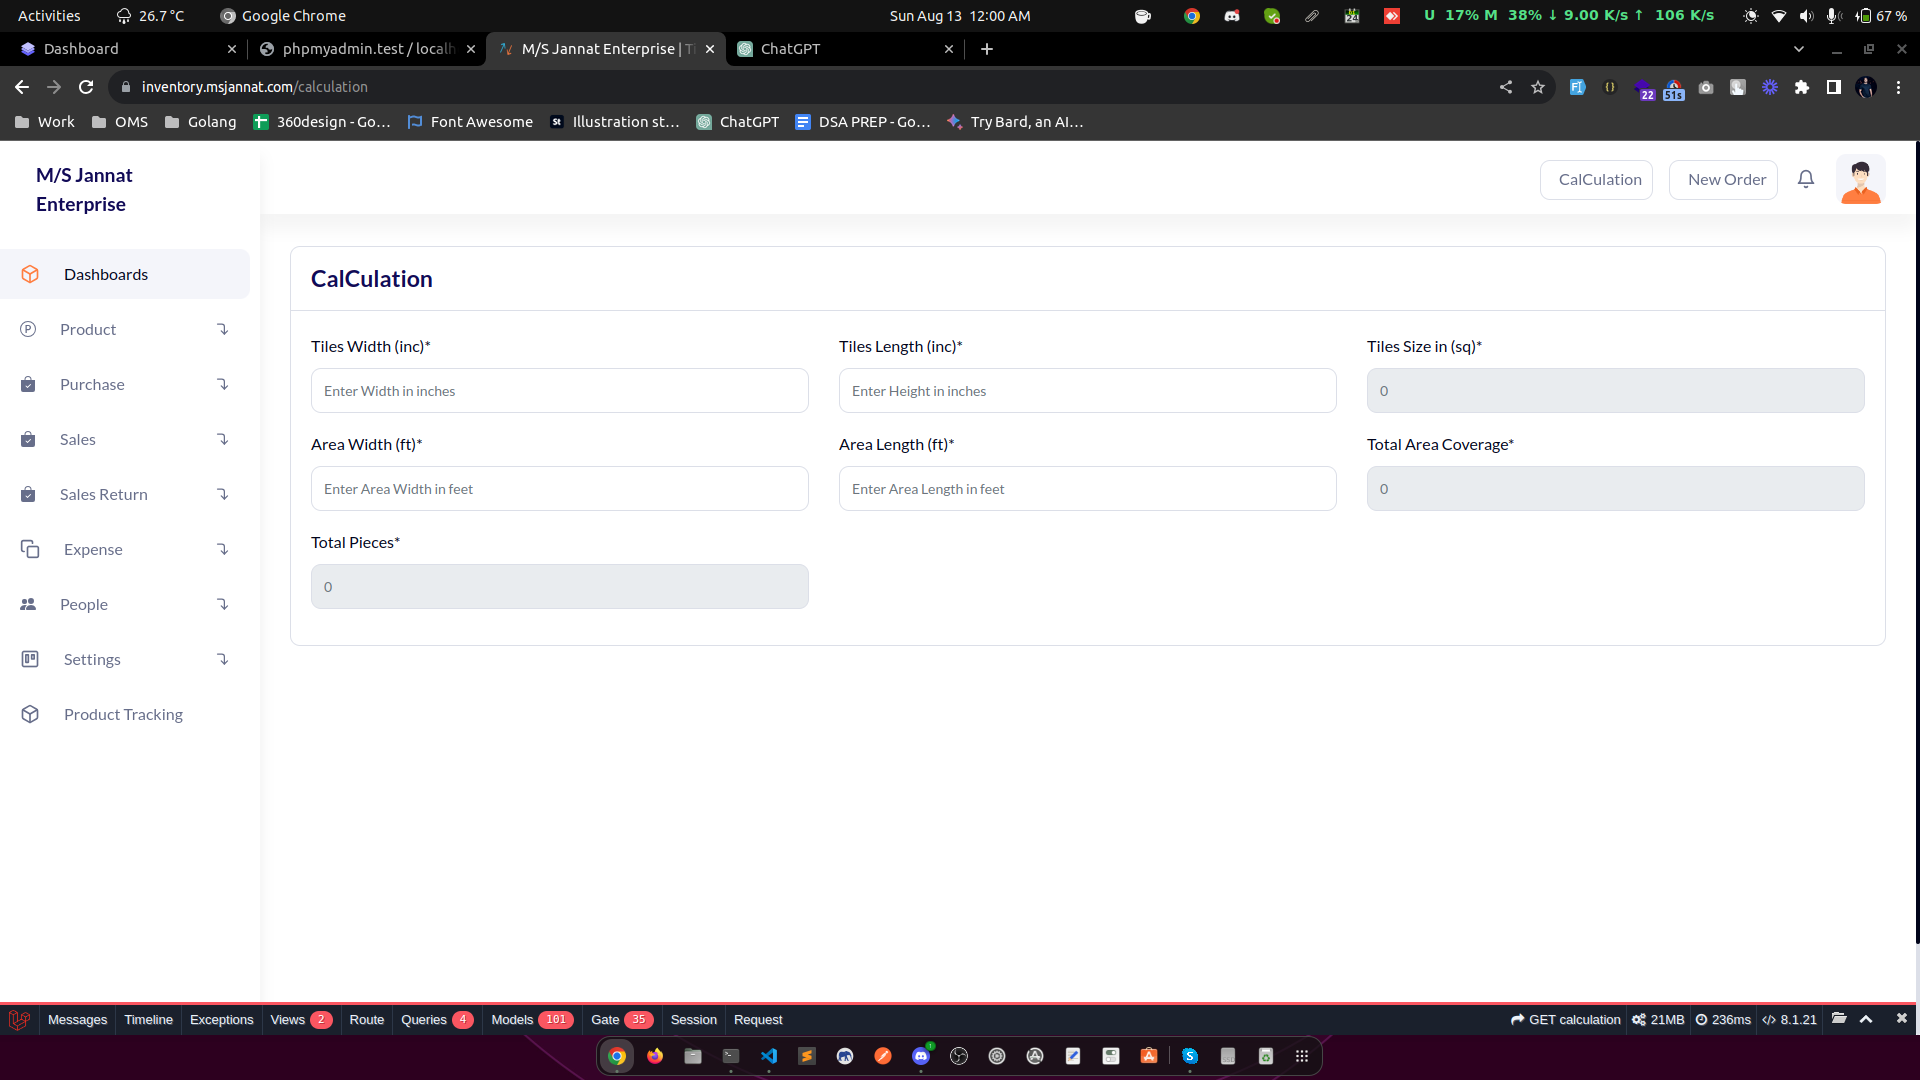 Activities 26.7 °C Google Chrome Sun Aug 13 12:00 AM 24 U 17% M 38% ↓ 9.00 K/s ↑ 106 K/s 67 %
Dashboard phpmyadmin.test / localh M/S Jannat Enterprise | Ti ChatGPT
inventory.msjannat.com/calculation 22 51s
Work OMS Golang 360design - Go… Font Awesome St Illustration st… ChatGPT DSA PREP - Go… Try Bard, an AI…
M/S Jannat
Enterprise
CalCulation New Order
Dashboards
Product
Purchase
Sales
Sales Return
Expense
People
Settings
Product Tracking
CalCulation
Tiles Width (inc)* Tiles Length (inc)* Tiles Size in (sq)*
Enter Width in inches Enter Height in inches 0
Area Width (ft)* Area Length (ft)* Total Area Coverage*
Enter Area Width in feet Enter Area Length in feet 0
Total Pieces*
0
Messages Timeline Exceptions Views 2 Route Queries 4 Models 101 Gate 35 Session Request GET calculation 21MB 236ms 8.1.21